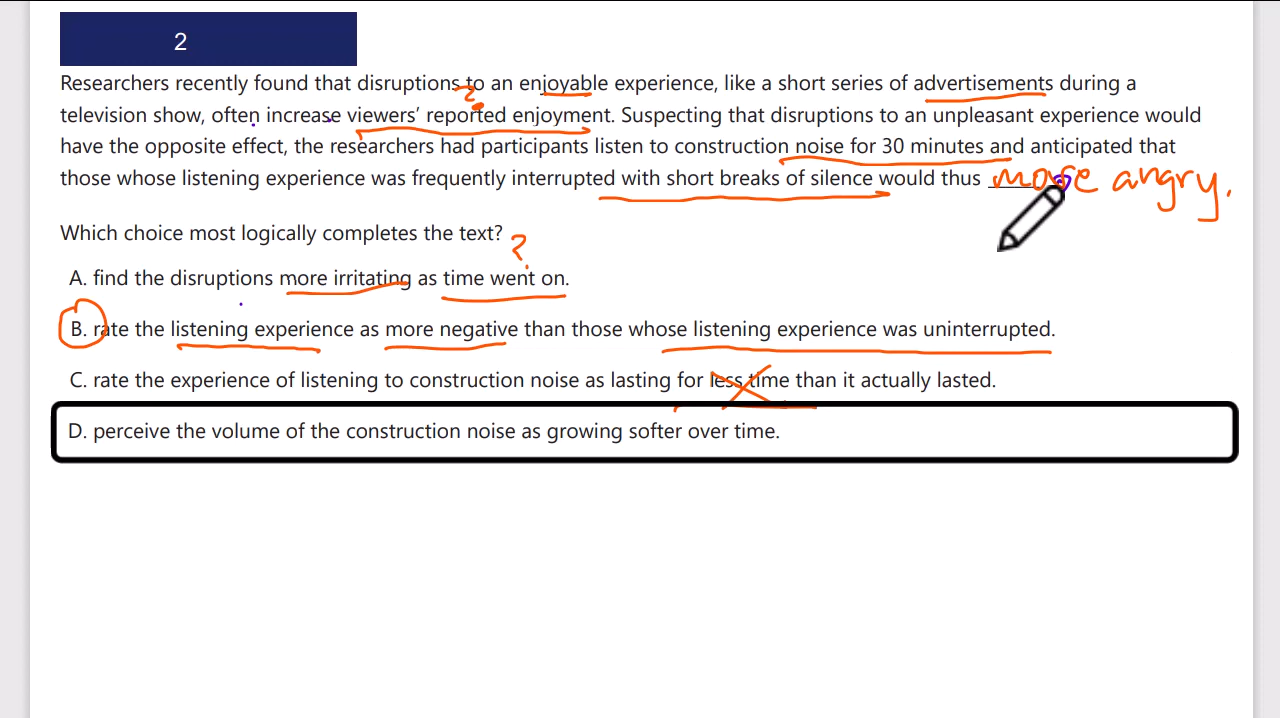 2
Researchers recently found that disruptions to an enjoyable experience, like a short series of advertisements during a
?
television show, often increase viewers' reported enjoyment. Suspecting that disruptions to an unpleasant experience would
have the opposite effect, the researchers had participants listen to construction noise for 30 minutes and anticipated that
those whose listening experience was frequently interrupted with short breaks of silence would thus more angry.
Which choice most logically completes the text?
?
A. find the disruptions more irritating as time went on.
B. rate the listening experience as more negative than those whose listening experience was uninterrupted.
C. rate the experience of listening to construction noise as lasting for less time than it actually lasted.
D. perceive the volume of the construction noise as growing softer over time.